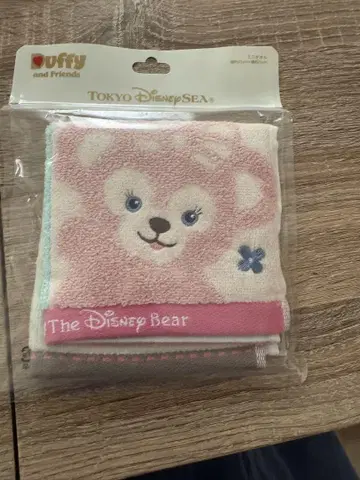 Duffy
and Friends
TOKYO DISNEYSEA®
The DISNEY Bear